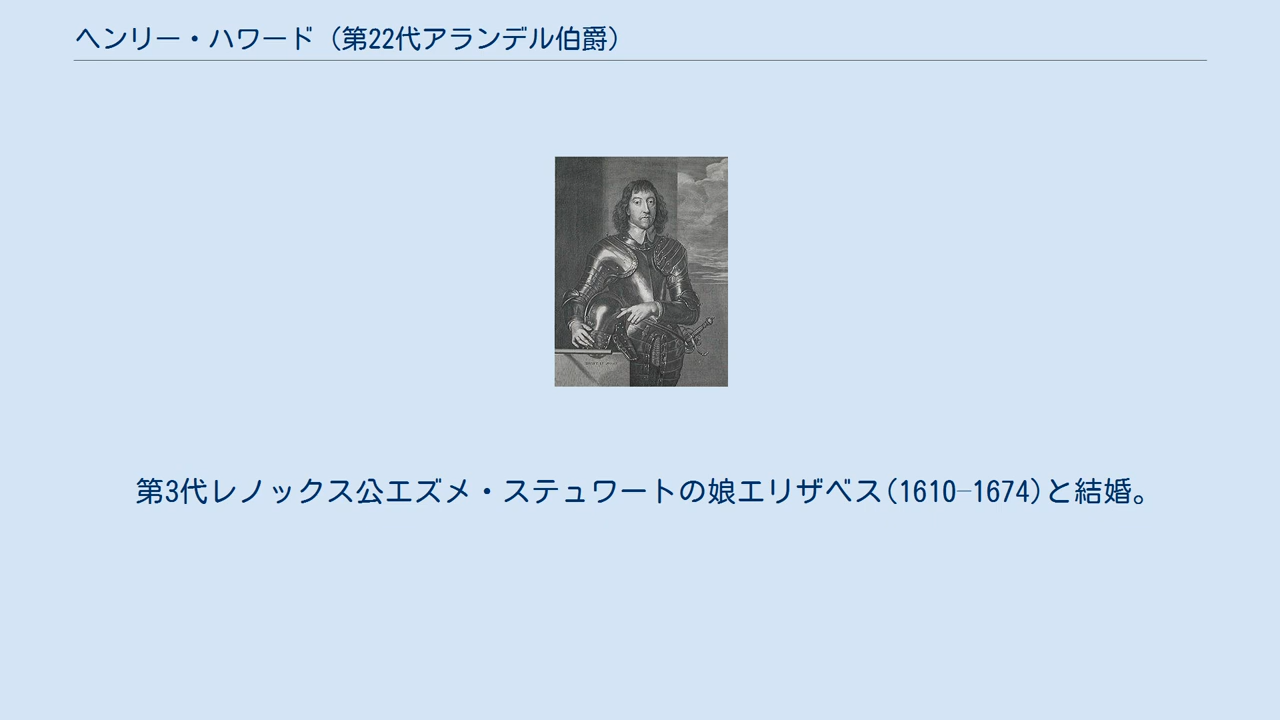 ヘンリー・ハワード（第22代アランデル伯爵）
第3代レノックス公エズメ・ステュワートの娘エリザベス(1610–1674)と結婚。